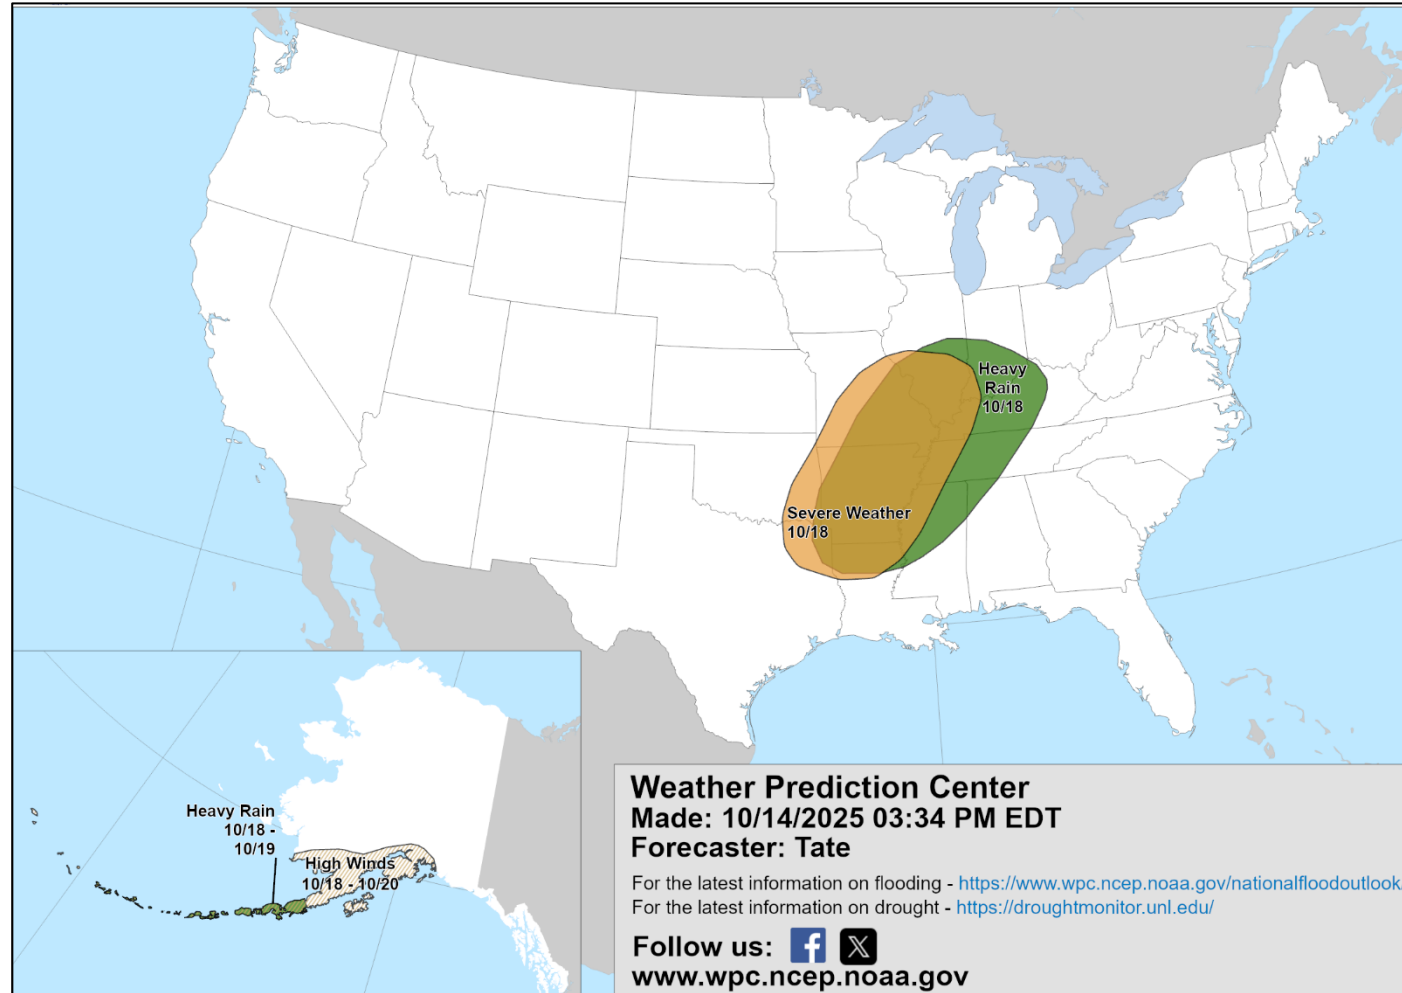 Heavy
Rain
10/18
Severe Weather
10/18
Heavy Rain
10/18 -
10/19
High Winds
10/18 - 10/20
Weather Prediction Center
Made: 10/14/2025 03:34 PM EDT
Forecaster: Tate
For the latest information on flooding - https://www.wpc.ncep.noaa.gov/nationalfloodoutlook
For the latest information on drought - https://droughtmonitor.unl.edu/
Follow us:
www.wpc.ncep.noaa.gov